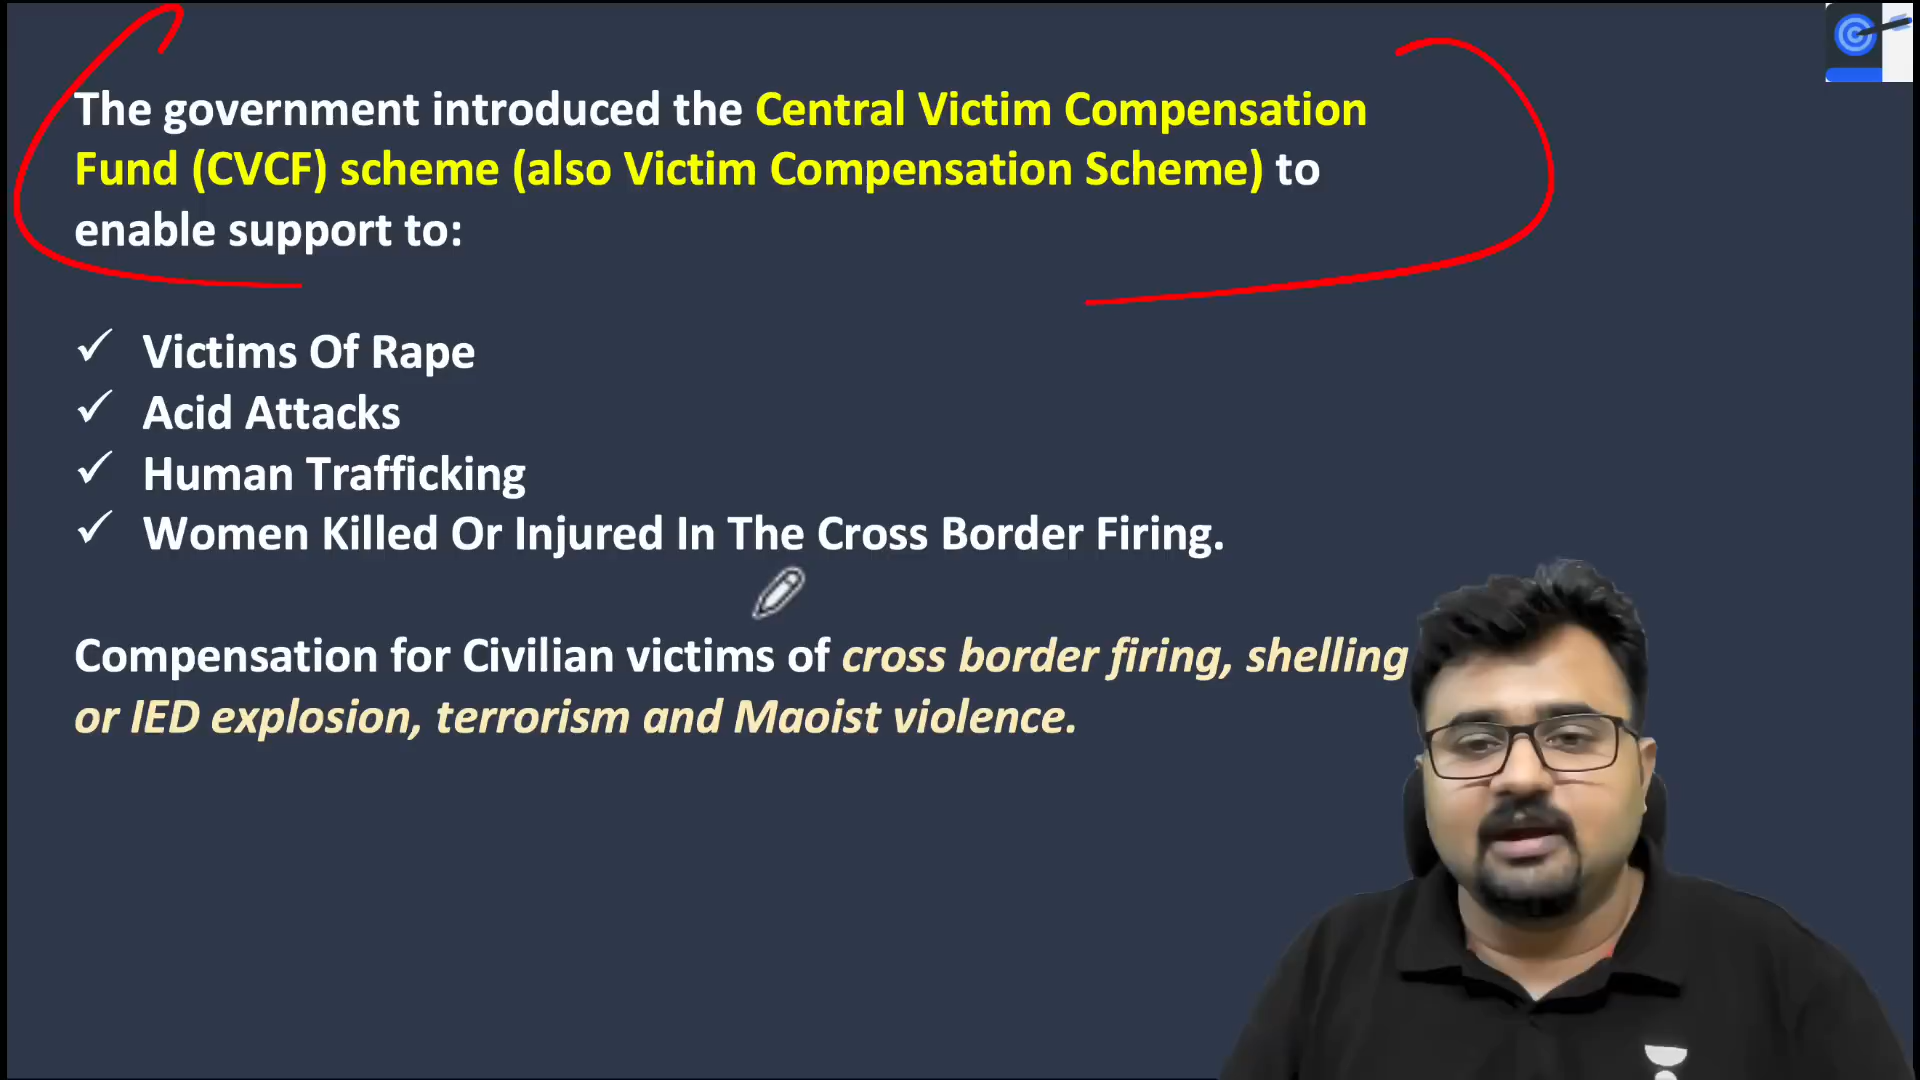 The government introduced the Central Victim Compensation
Fund (CVCF) scheme (also Victim Compensation Scheme) to
enable support to:
✓ Victims Of Rape
✓ Acid Attacks
✓ Human Trafficking
✓ Women Killed Or Injured In The Cross Border Firing.
Compensation for Civilian victims of cross border firing, shelling
or IED explosion, terrorism and Maoist violence.